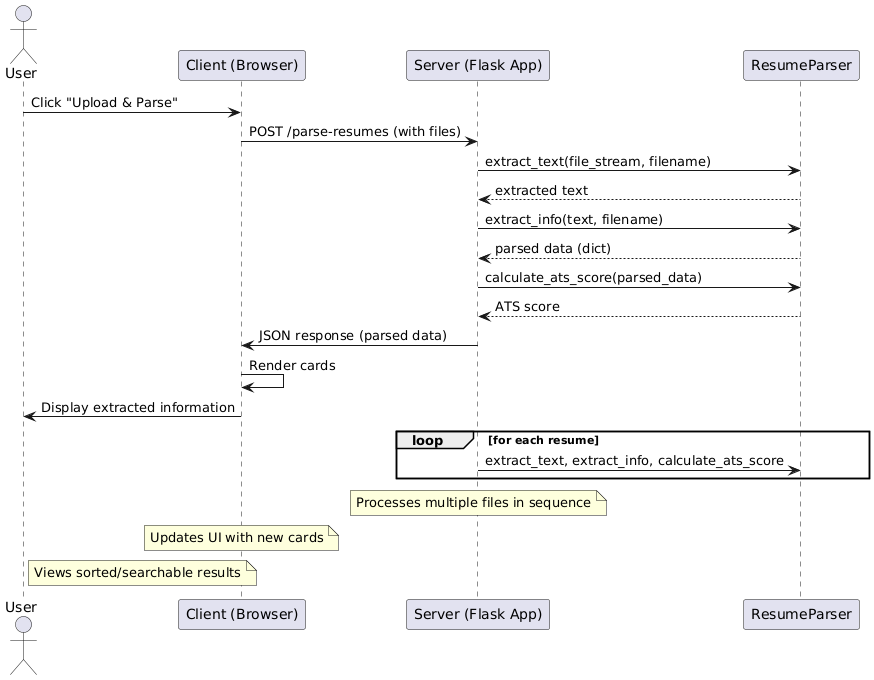 User
Client (Browser)
Server (Flask App)
ResumeParser
Click "Upload & Parse"
POST /parse-resumes (with files)
extract_text(file_stream, filename)
extracted text
extract_info(text, filename)
parsed data (dict)
calculate_ats_score(parsed_data)
ATS score
JSON response (parsed data)
Render cards
Display extracted information
loop
[for each resume]
extract_text, extract_info, calculate_ats_score
Processes multiple files in sequence
Updates UI with new cards
Views sorted/searchable results
User
Client (Browser)
Server (Flask App)
ResumeParser